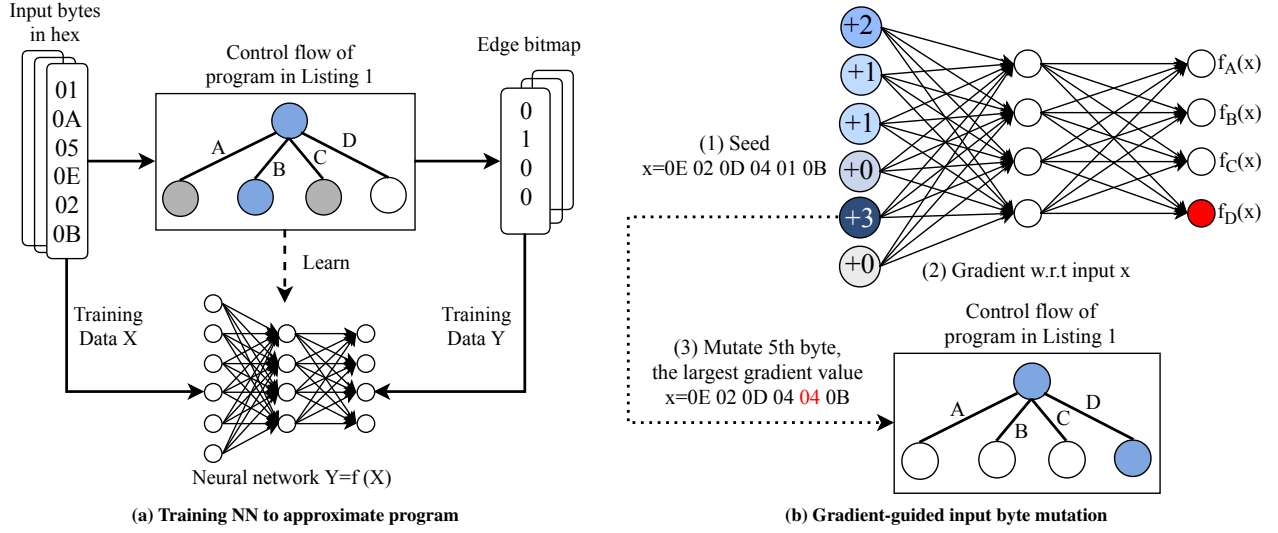 Input bytes
in hex
01
0A
05
0E
02
0B
Control flow of
program in Listing 1
A
B
C
D
Edge bitmap
0
1
0
0
Learn
Training
Data X
Training
Data Y
Neural network Y=f (X)
(a) Training NN to approximate program
+2
+1
+1
+0
+3
+0
(1) Seed
x=0E 02 0D 04 01 0B
f_A(x)
f_B(x)
f_C(x)
f_D(x)
(2) Gradient w.r.t input x
(3) Mutate 5th byte,
the largest gradient value
x=0E 02 0D 04 04 0B
Control flow of
program in Listing 1
A
B
C
D
(b) Gradient-guided input byte mutation